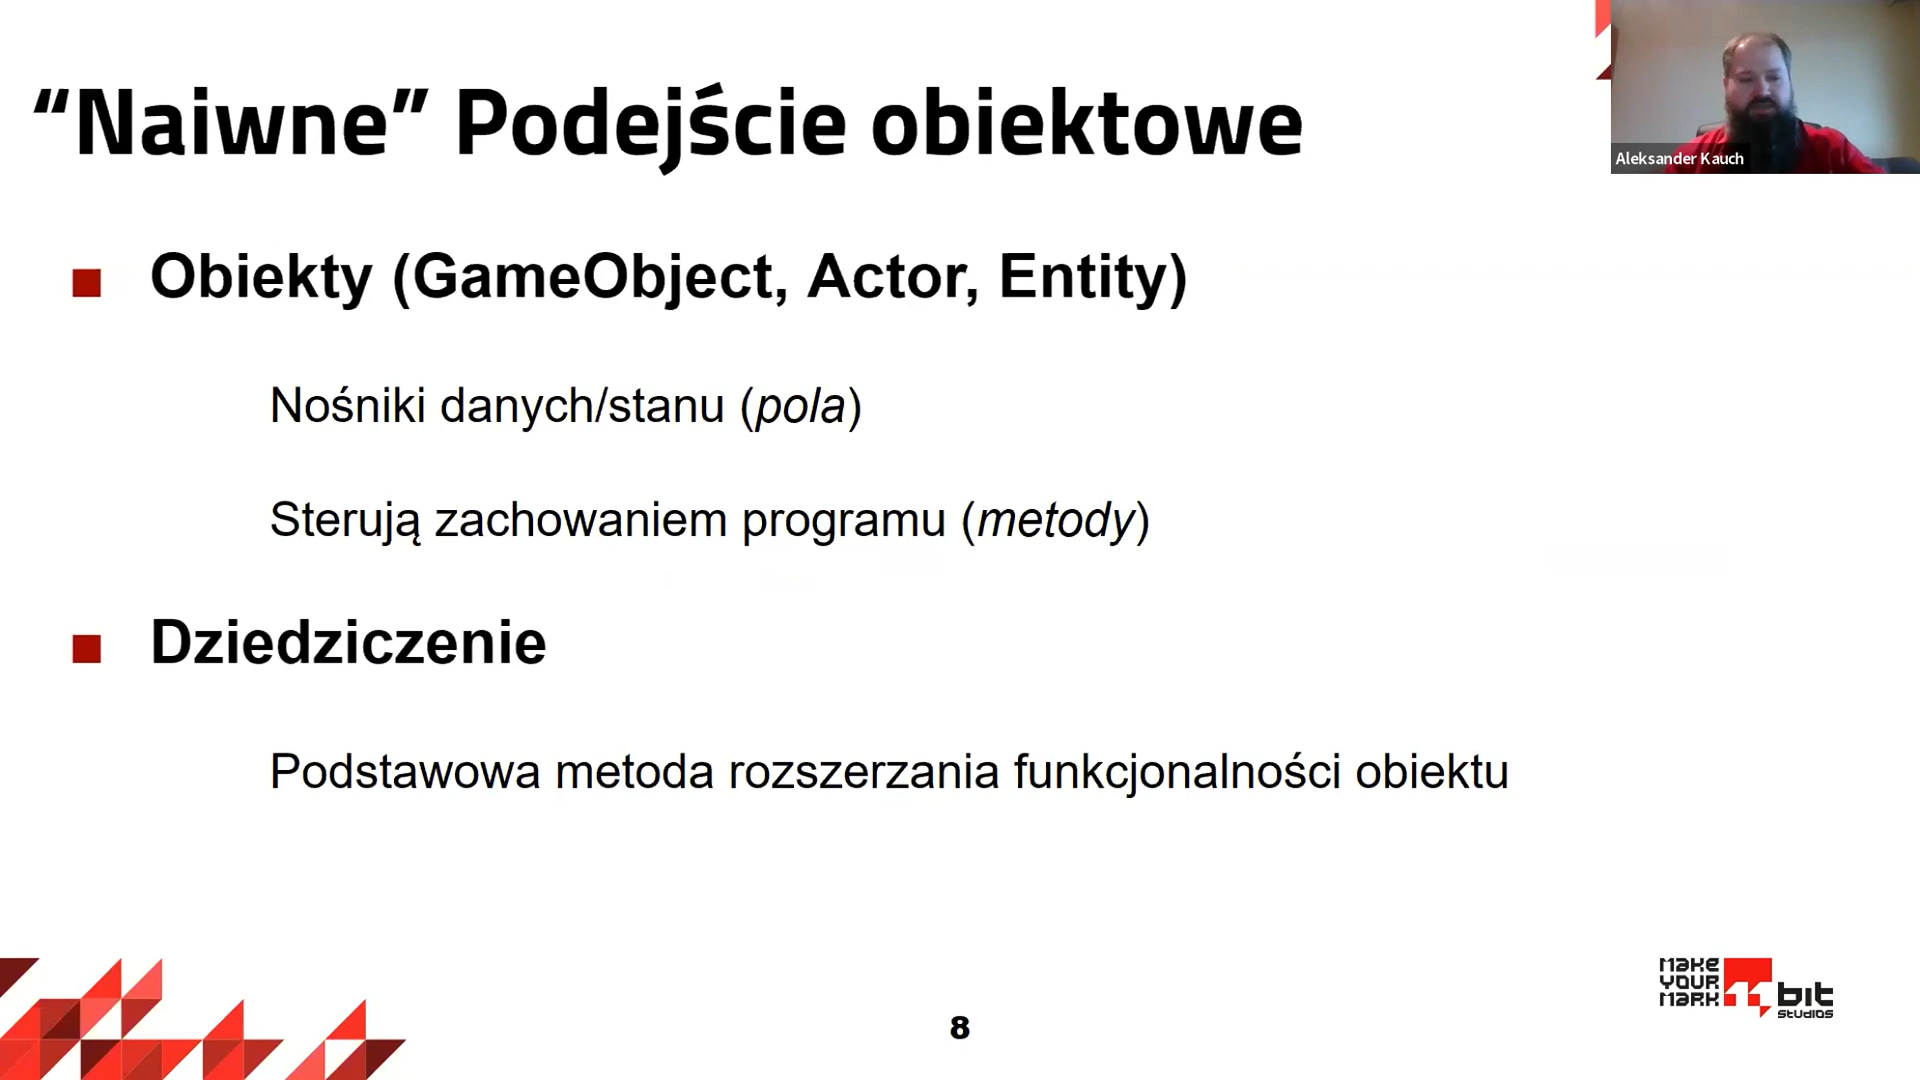 “Naiwne” Podejście obiektowe
Aleksander Kauch
Obiekty (GameObject, Actor, Entity)
Nośniki danych/stanu (pola)
Sterują zachowaniem programu (metody)
Dziedziczenie
Podstawowa metoda rozszerzania funkcjonalności obiektu
MAKE
YOUR
MARK
11 bit
STUDIOS
8